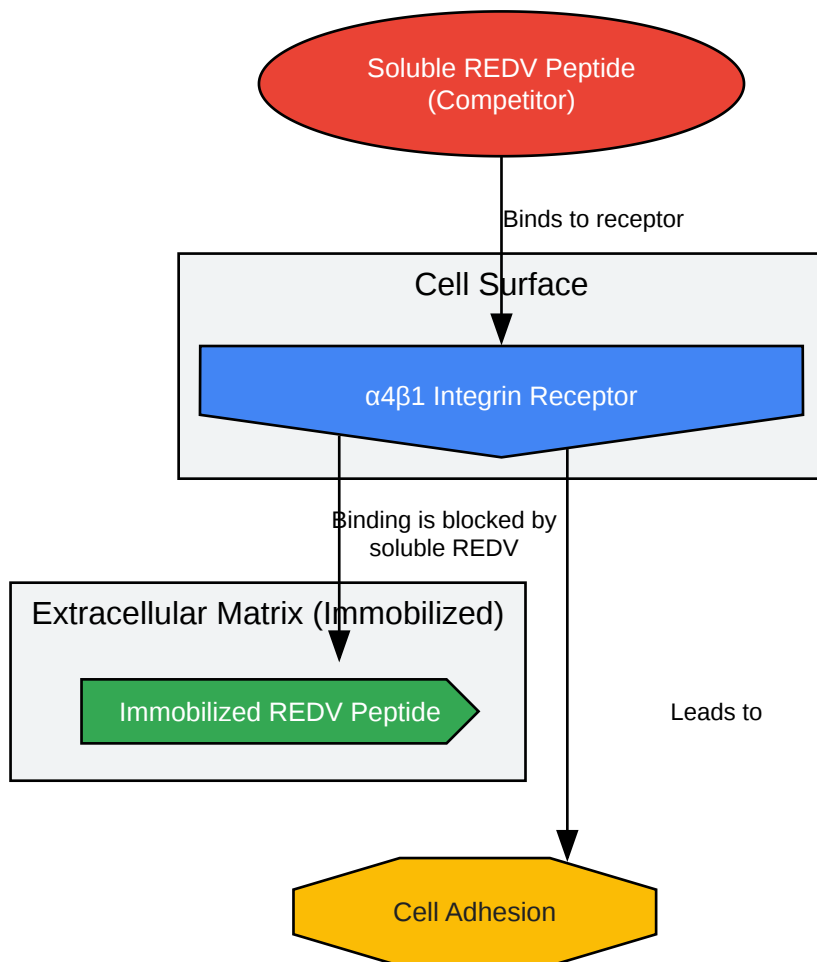 Soluble REDV Peptide
(Competitor)
Binds to receptor
Cell Surface
α4β1 Integrin Receptor
Binding is blocked by
soluble REDV
Extracellular Matrix (Immobilized)
Immobilized REDV Peptide
Leads to
Cell Adhesion